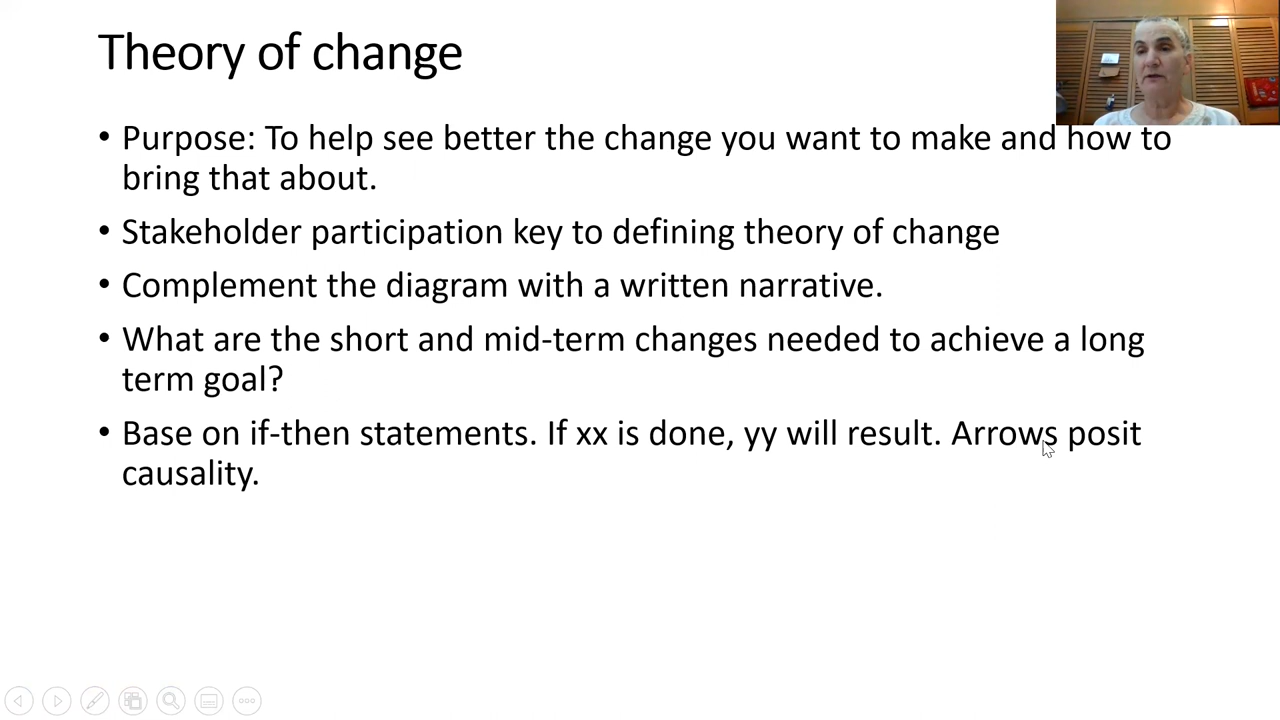 Theory of change
• Purpose: To help see better the change you want to make and how to
bring that about.
• Stakeholder participation key to defining theory of change
• Complement the diagram with a written narrative.
• What are the short and mid-term changes needed to achieve a long
term goal?
• Base on if-then statements. If xx is done, yy will result. Arrows posit
causality.